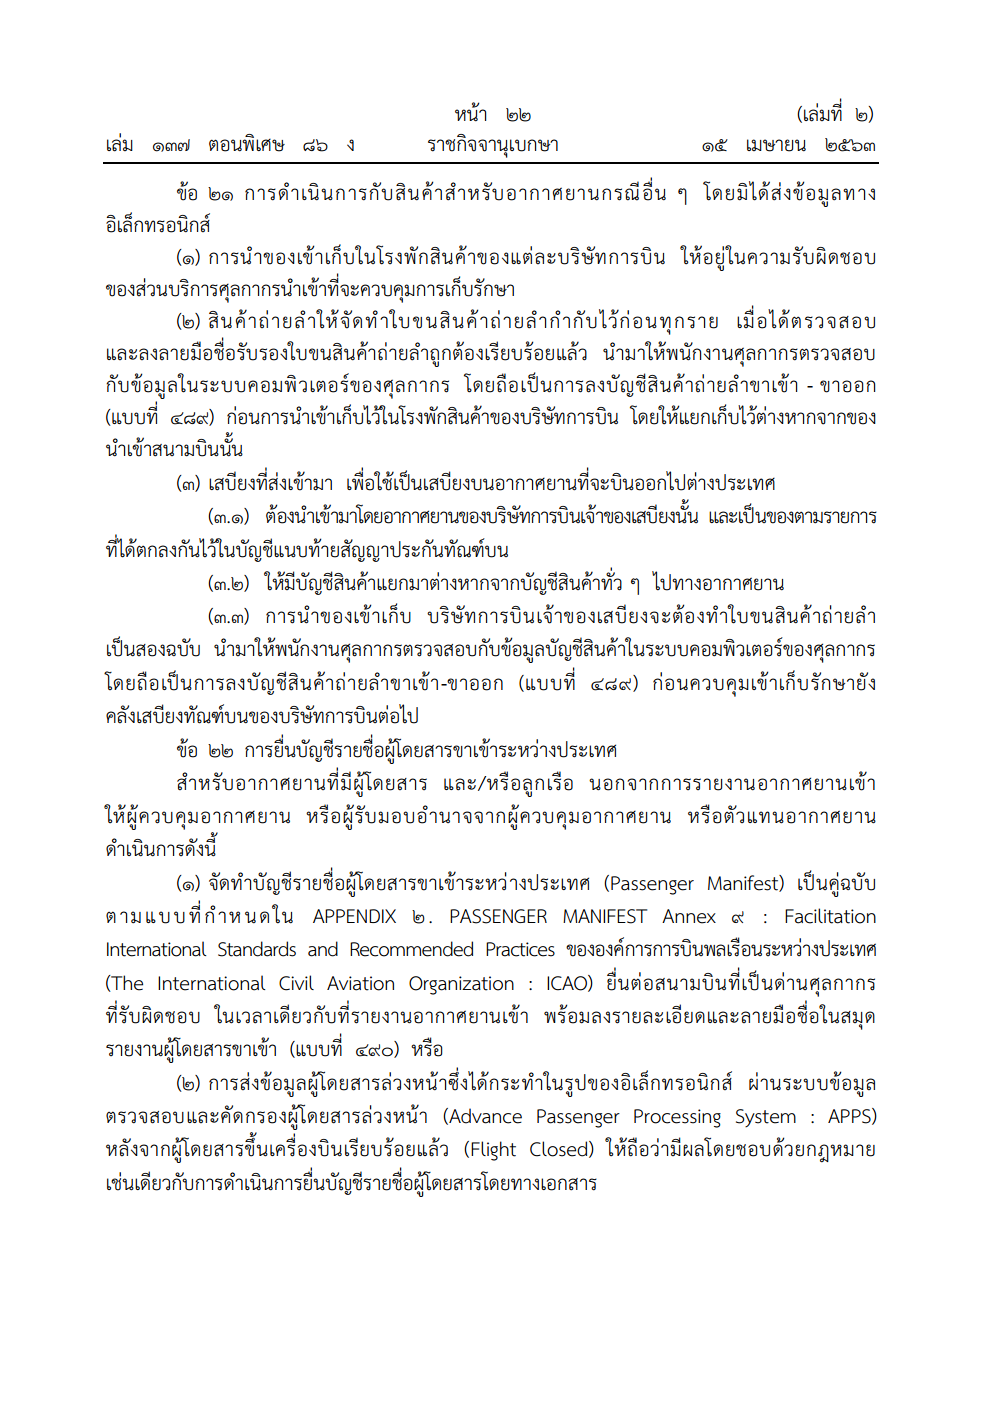 หน้า ๒๒
(เล่มที่ ๒)
เล่ม ๑๓๗ ตอนพิเศษ ๘๖ ง ราชกิจจานุเบกษา ๑๕ เมษายน ๒๕๖๓
ข้อ ๒๑ การดำเนินการกับสินค้าสำหรับอากาศยานกรณีอื่น ๆ โดยมิได้ส่งข้อมูลทาง
อิเล็กทรอนิกส์
(๑) การนำของเข้าเก็บในโรงพักสินค้าของแต่ละบริษัทการบิน ให้อยู่ในความรับผิดชอบ
ของส่วนบริการศุลกากรนำเข้าที่จะควบคุมการเก็บรักษา
(๒) สินค้าถ่ายลำให้จัดทำใบขนสินค้าถ่ายลำกำกับไว้ก่อนทุกราย เมื่อได้ตรวจสอบ
และลงลายมือชื่อรับรองใบขนสินค้าถ่ายลำถูกต้องเรียบร้อยแล้ว นำมาให้พนักงานศุลกากรตรวจสอบ
กับข้อมูลในระบบคอมพิวเตอร์ของศุลกากร โดยถือเป็นการลงบัญชีสินค้าถ่ายลำขาเข้า - ขาออก
(แบบที่ ๔๘๙) ก่อนการนำเข้าเก็บไว้ในโรงพักสินค้าของบริษัทการบิน โดยให้แยกเก็บไว้ต่างหากจากของ
นำเข้าสนามบินนั้น
(๓) เสบียงที่ส่งเข้ามา เพื่อใช้เป็นเสบียงบนอากาศยานที่จะบินออกไปต่างประเทศ
(๓.๑) ต้องนำเข้ามาโดยอากาศยานของบริษัทการบินเจ้าของเสบียงนั้น และเป็นของตามรายการ
ที่ได้ตกลงกันไว้ในบัญชีแนบท้ายสัญญาประกันทัณฑ์บน
(๓.๒) ให้มีบัญชีสินค้าแยกมาต่างหากจากบัญชีสินค้าทั่ว ๆ ไปทางอากาศยาน
(๓.๓) การนำของเข้าเก็บ บริษัทการบินเจ้าของเสบียงจะต้องทำใบขนสินค้าถ่ายลำ
เป็นสองฉบับ นำมาให้พนักงานศุลกากรตรวจสอบกับข้อมูลบัญชีสินค้าในระบบคอมพิวเตอร์ของศุลกากร
โดยถือเป็นการลงบัญชีสินค้าถ่ายลำขาเข้า-ขาออก (แบบที่ ๔๘๙) ก่อนควบคุมเข้าเก็บรักษายัง
คลังเสบียงทัณฑ์บนของบริษัทการบินต่อไป
ข้อ ๒๒ การยื่นบัญชีรายชื่อผู้โดยสารขาเข้าระหว่างประเทศ
สำหรับอากาศยานที่มีผู้โดยสาร และ/หรือลูกเรือ นอกจากการรายงานอากาศยานเข้า
ให้ผู้ควบคุมอากาศยาน หรือผู้รับมอบอำนาจจากผู้ควบคุมอากาศยาน หรือตัวแทนอากาศยาน
ดำเนินการดังนี้
(๑) จัดทำบัญชีรายชื่อผู้โดยสารขาเข้าระหว่างประเทศ (Passenger Manifest) เป็นคู่ฉบับ
ตามแบบที่กำหนดใน APPENDIX ๒. PASSENGER MANIFEST Annex ๙ : Facilitation
International Standards and Recommended Practices ขององค์การการบินพลเรือนระหว่างประเทศ
(The International Civil Aviation Organization : ICAO) ยื่นต่อสนามบินที่เป็นด่านศุลกากร
ที่รับผิดชอบ ในเวลาเดียวกับที่รายงานอากาศยานเข้า พร้อมลงรายละเอียดและลายมือชื่อในสมุด
รายงานผู้โดยสารขาเข้า (แบบที่ ๔๙๐) หรือ
(๒) การส่งข้อมูลผู้โดยสารล่วงหน้าซึ่งได้กระทำในรูปของอิเล็กทรอนิกส์ ผ่านระบบข้อมูล
ตรวจสอบและคัดกรองผู้โดยสารล่วงหน้า (Advance Passenger Processing System : APPS)
หลังจากผู้โดยสารขึ้นเครื่องบินเรียบร้อยแล้ว (Flight Closed) ให้ถือว่ามีผลโดยชอบด้วยกฎหมาย
เช่นเดียวกับการดำเนินการยื่นบัญชีรายชื่อผู้โดยสารโดยทางเอกสาร